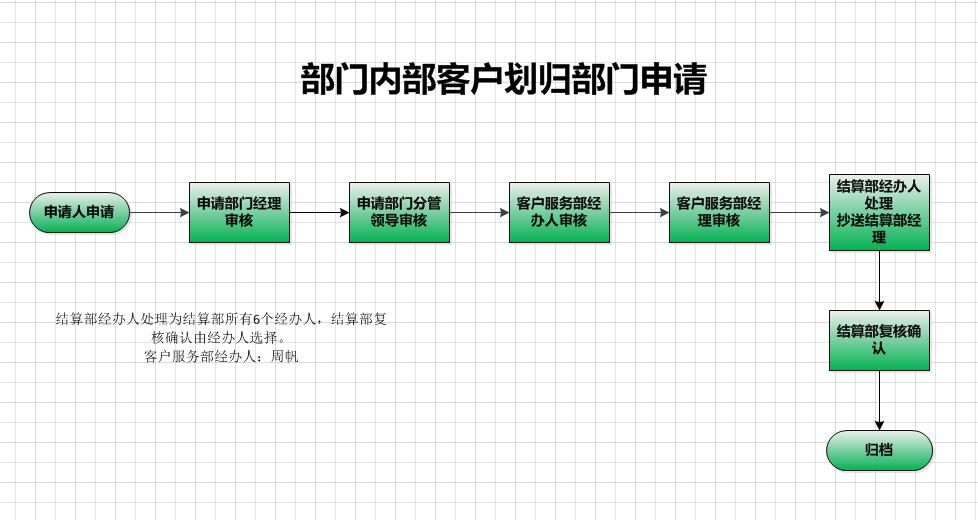 部门内部客户划归部门申请
申请人申请
申请部门经理
审核
申请部门分管
领导审核
客户服务部经
办人审核
客户服务部经
理审核
结算部经办人
处理
抄送结算部经
理
结算部复核确
认
归档
结算部经办人处理为结算部所有6个经办人，结算部复
核确认由经办人选择。
客户服务部经办人：周帆